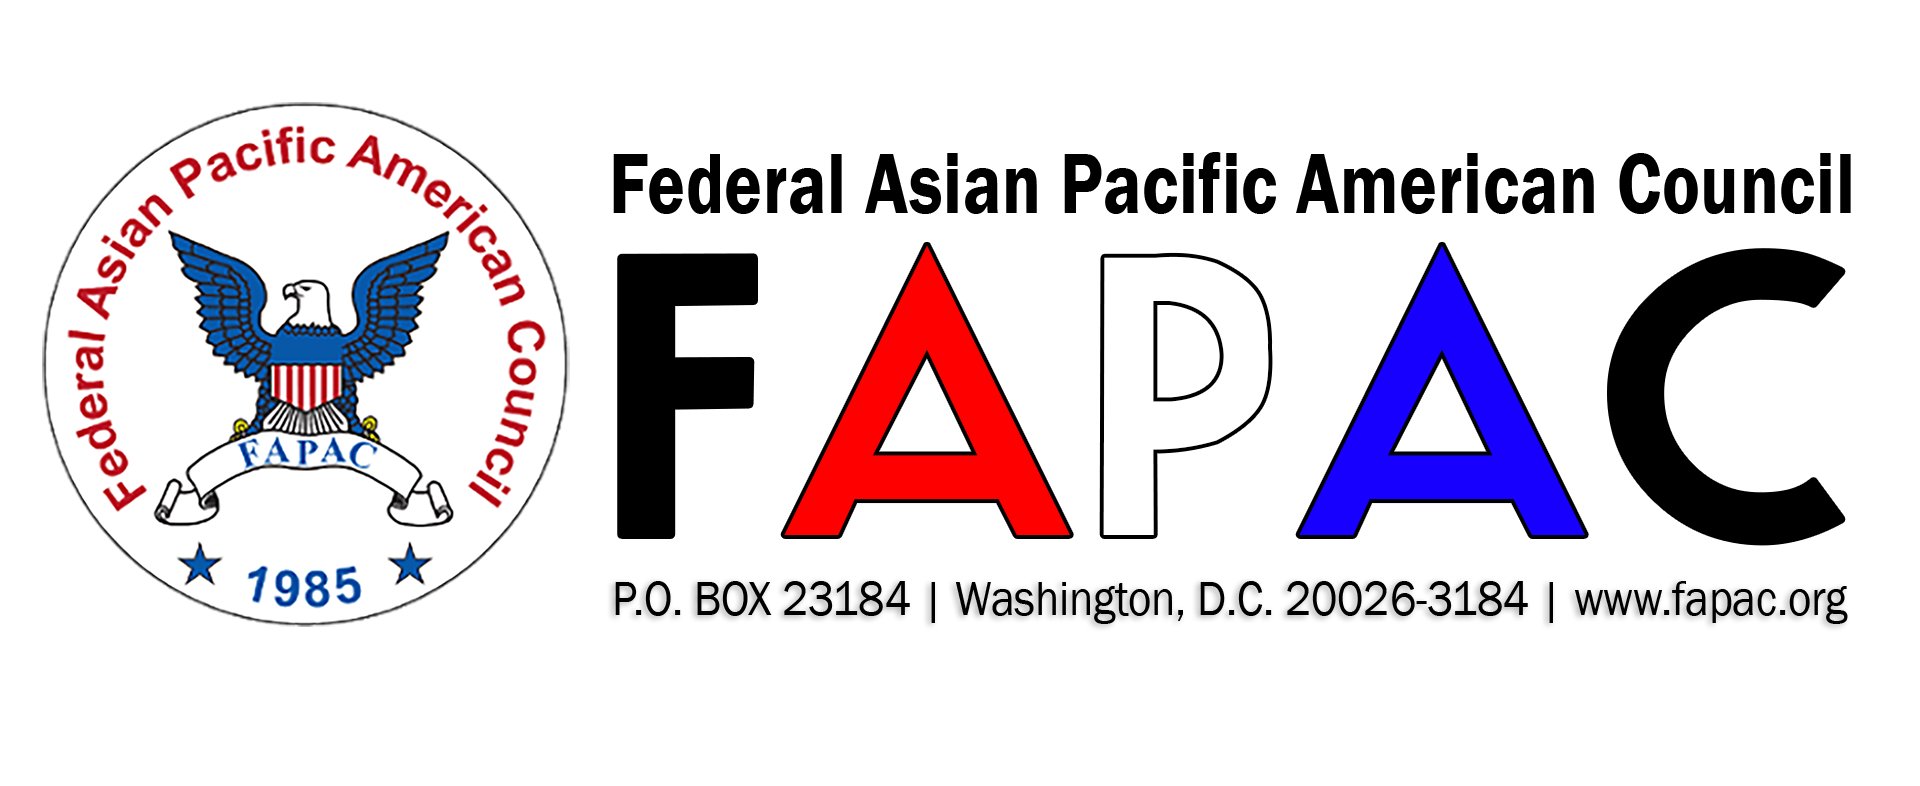 Federal Asian Pacific American Council
FAPAC
1985
Federal Asian Pacific American Council
FAPAC
P.O. BOX 23184 | Washington, D.C. 20026-3184 | www.fapac.org